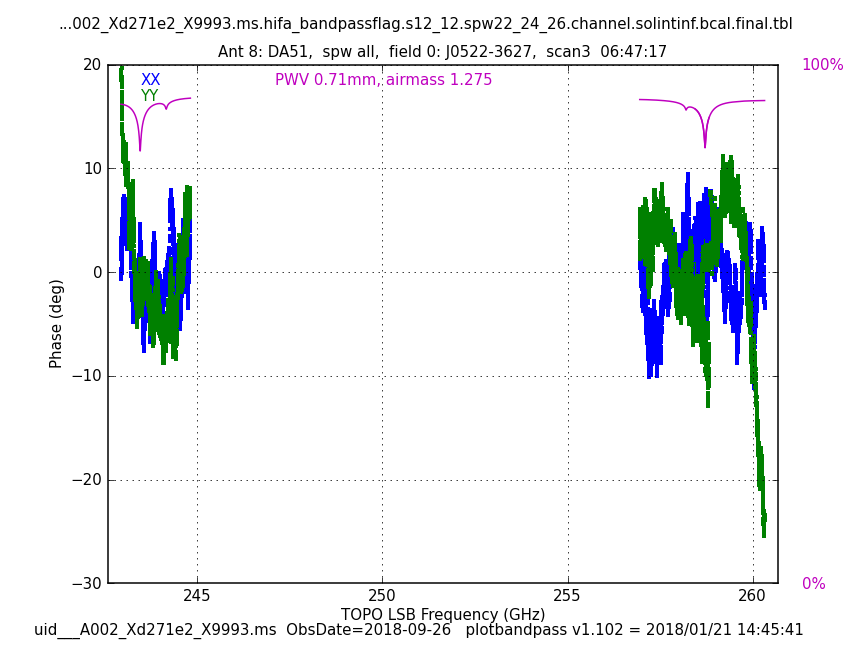 ...002_Xd271e2_X9993.ms.hifa_bandpassflag.s12_12.spw22_24_26.channel.solintinf.bcal.final.tbl
Ant 8: DA51,  spw all,  field 0: J0522-3627,  scan3  06:47:17
20
100%
XX
PWV 0.71mm, airmass 1.275
YY
10
0
Phase (deg)
−10
−20
−30
0%
245
250
255
260
TOPO LSB Frequency (GHz)
uid___A002_Xd271e2_X9993.ms  ObsDate=2018-09-26   plotbandpass v1.102 = 2018/01/21 14:45:41